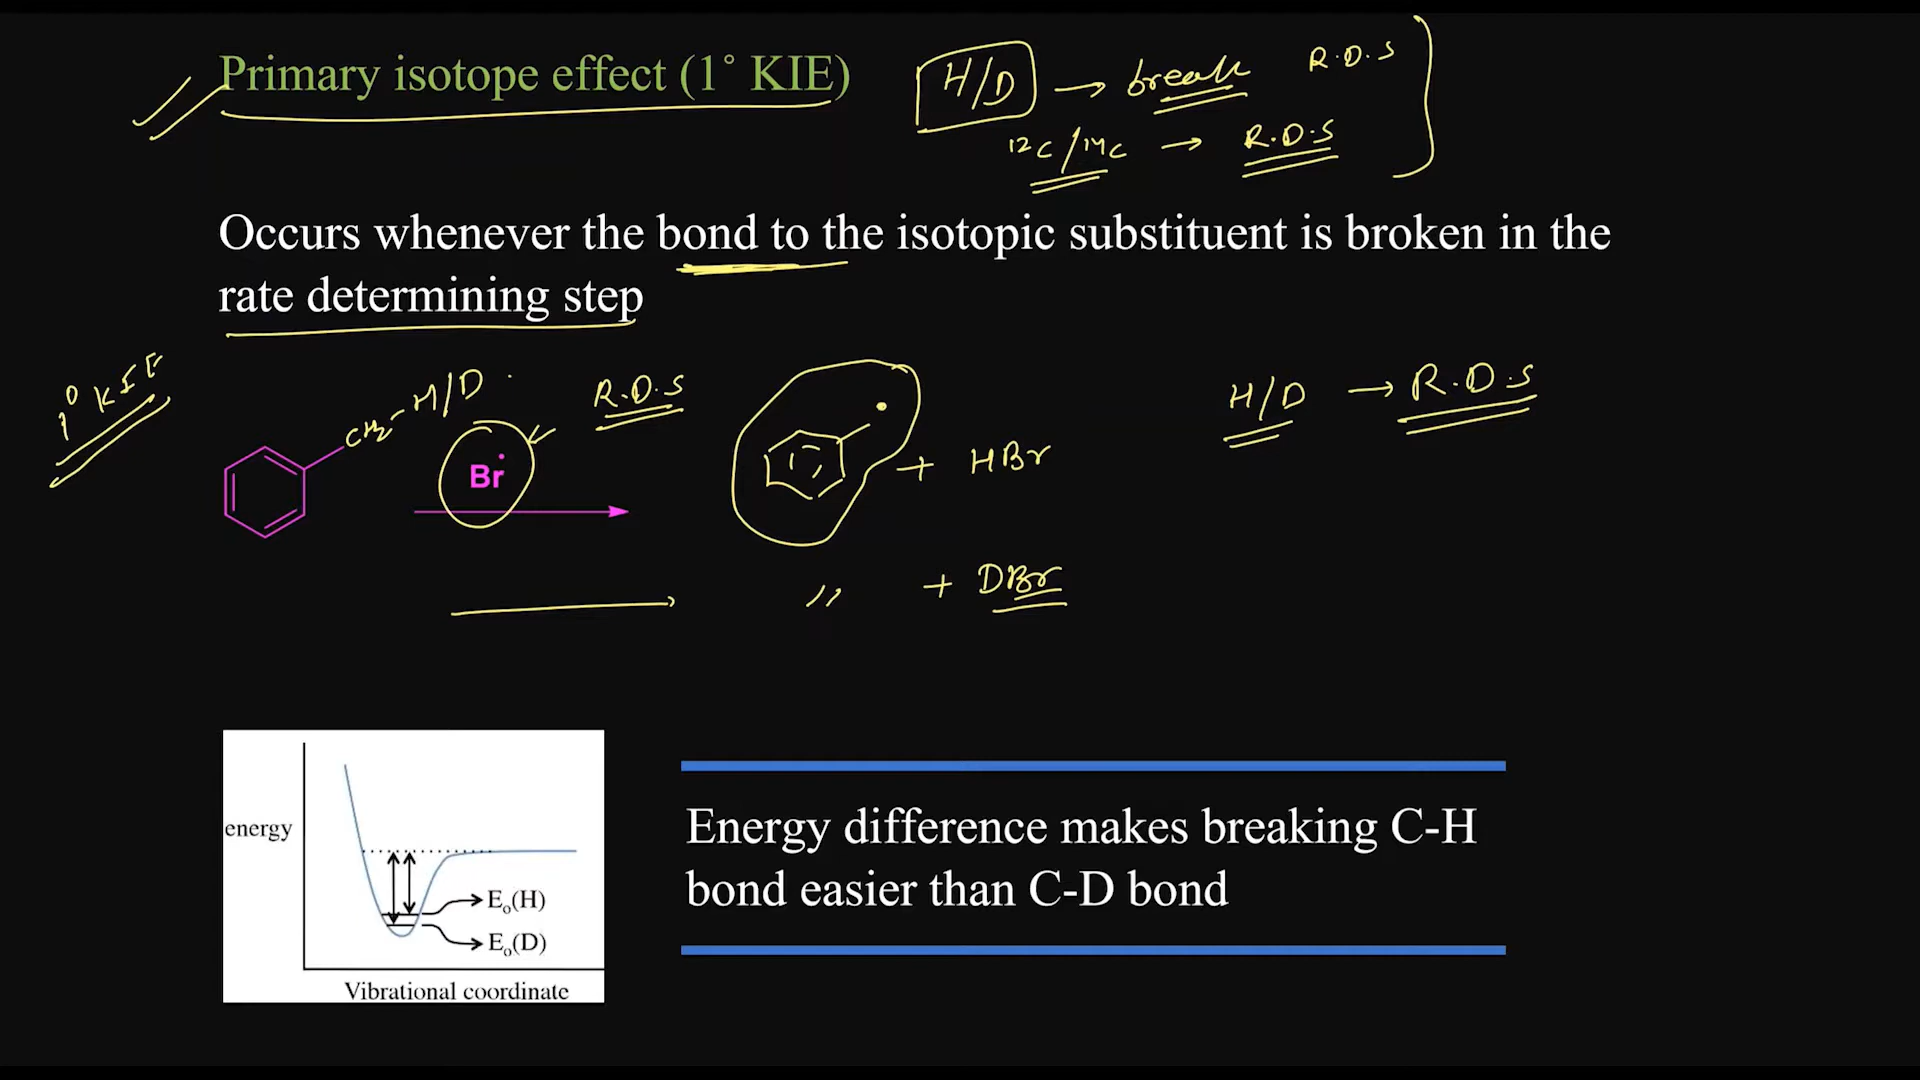 Primary isotope effect (1° KIE)
H/D → break R.D.S
12C/14C → R.D.S
Occurs whenever the bond to the isotopic substituent is broken in the
rate determining step
1° KIE
CH2-H/D
R.D.S
H/D → R.D.S
Br•
+ HBr
〃 + DBr
energy
E₀(H)
E₀(D)
Vibrational coordinate
Energy difference makes breaking C-H
bond easier than C-D bond